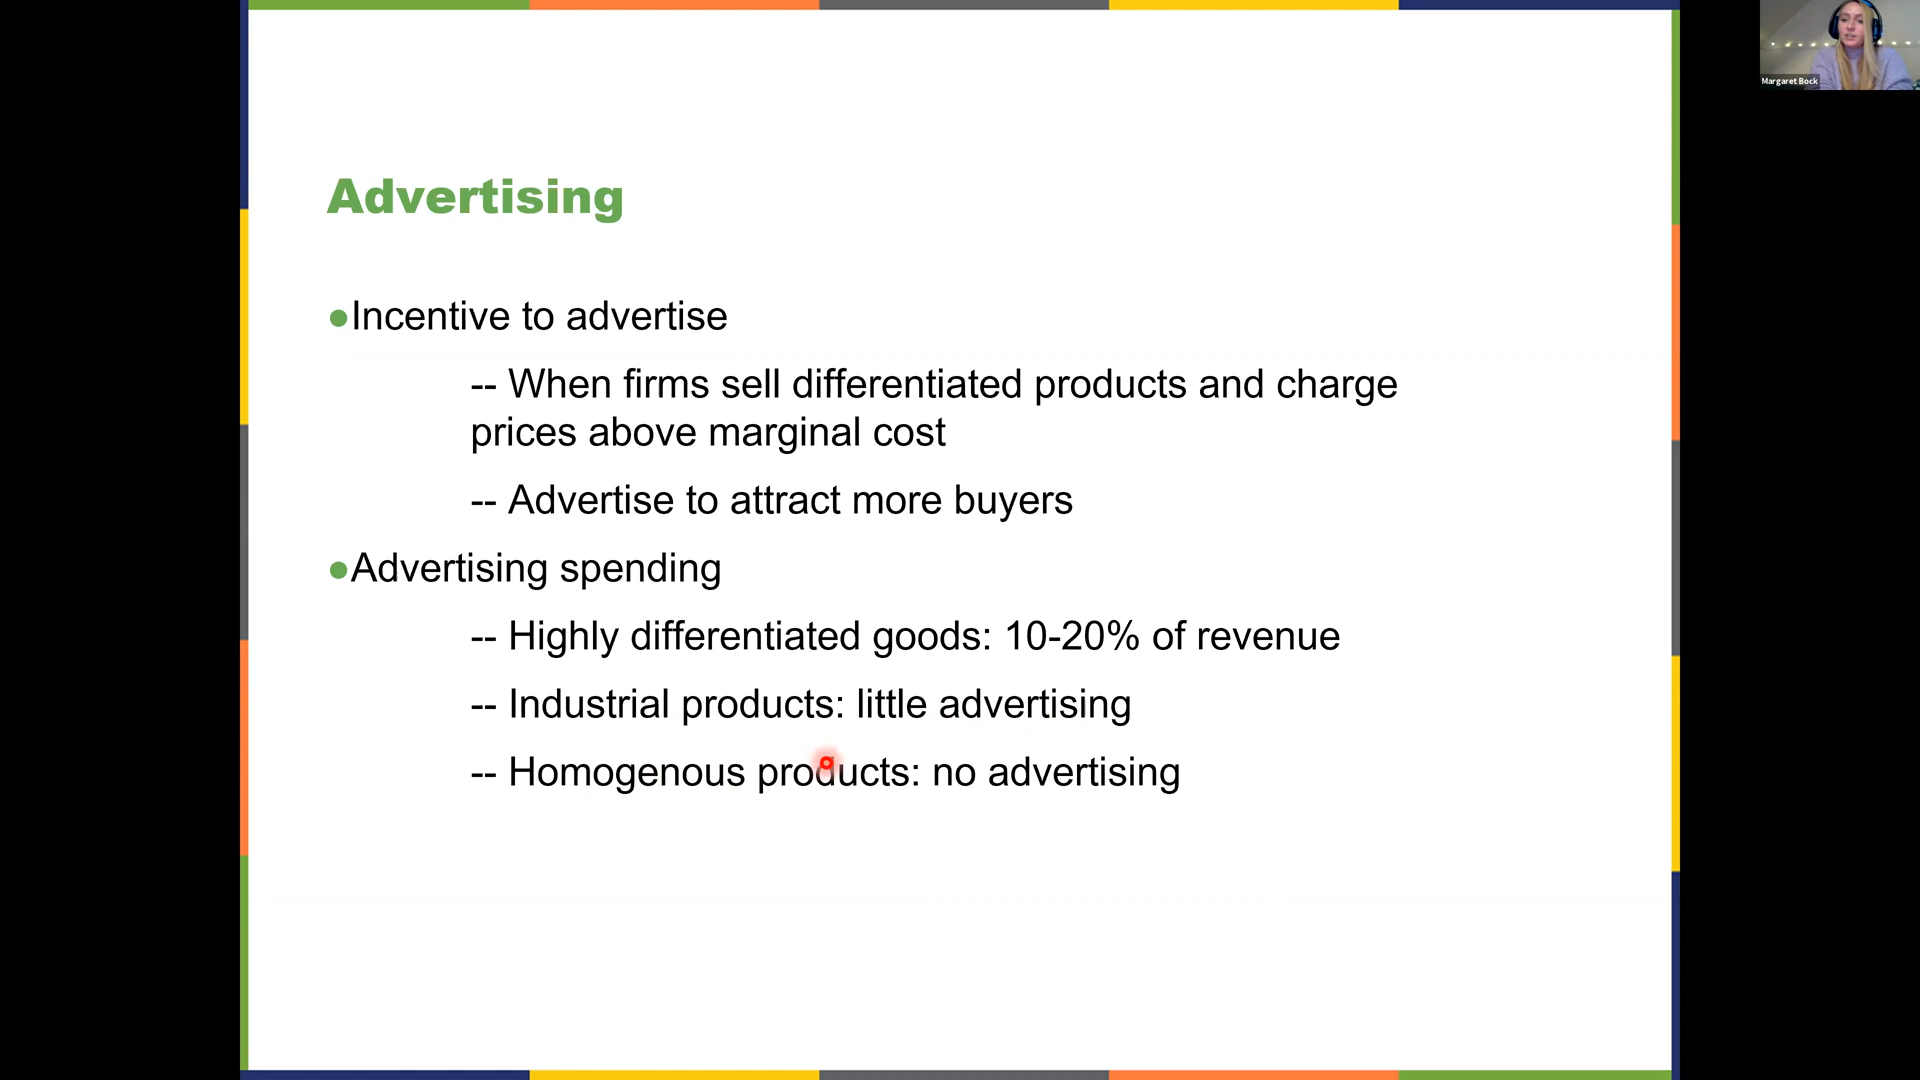 Margaret Bock
Advertising
●Incentive to advertise
-- When firms sell differentiated products and charge
prices above marginal cost
-- Advertise to attract more buyers
●Advertising spending
-- Highly differentiated goods: 10-20% of revenue
-- Industrial products: little advertising
-- Homogenous products: no advertising